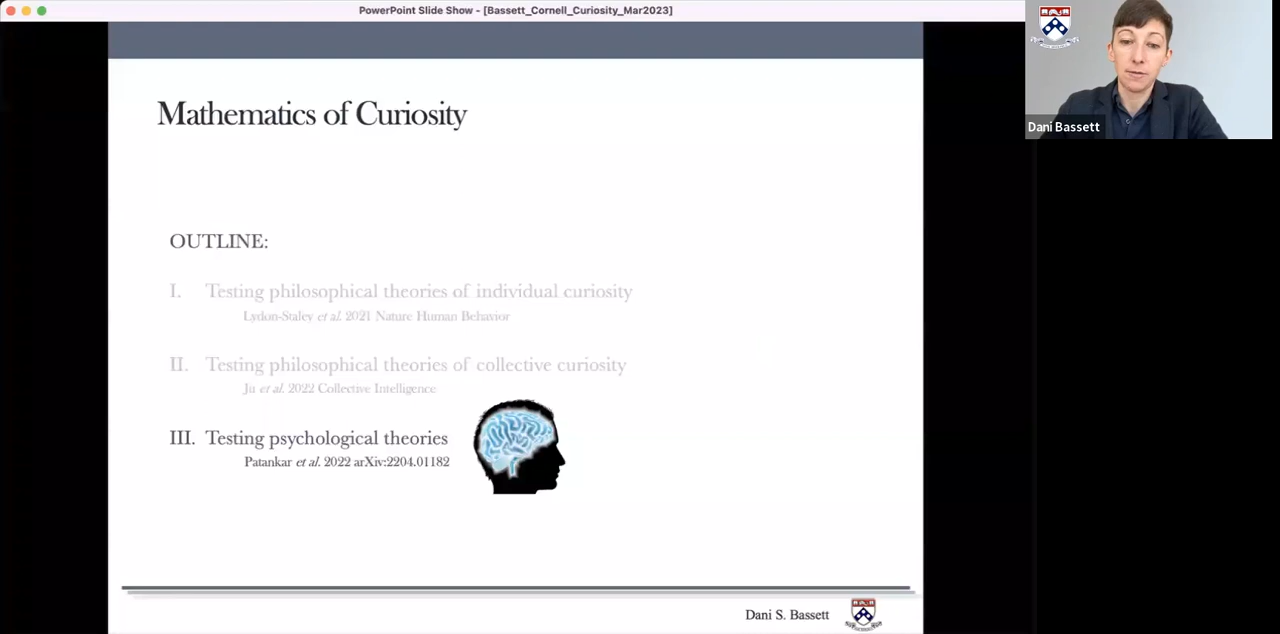 PowerPoint Slide Show - [Bassett_Cornell_Curiosity_Mar2023]
Dani Bassett
Mathematics of Curiosity
OUTLINE:
I. Testing philosophical theories of individual curiosity
Lydon-Staley et al. 2021 Nature Human Behavior
II. Testing philosophical theories of collective curiosity
Ju et al. 2022 Collective Intelligence
III. Testing psychological theories
Patankar et al. 2022 arXiv:2204.01182
Dani S. Bassett